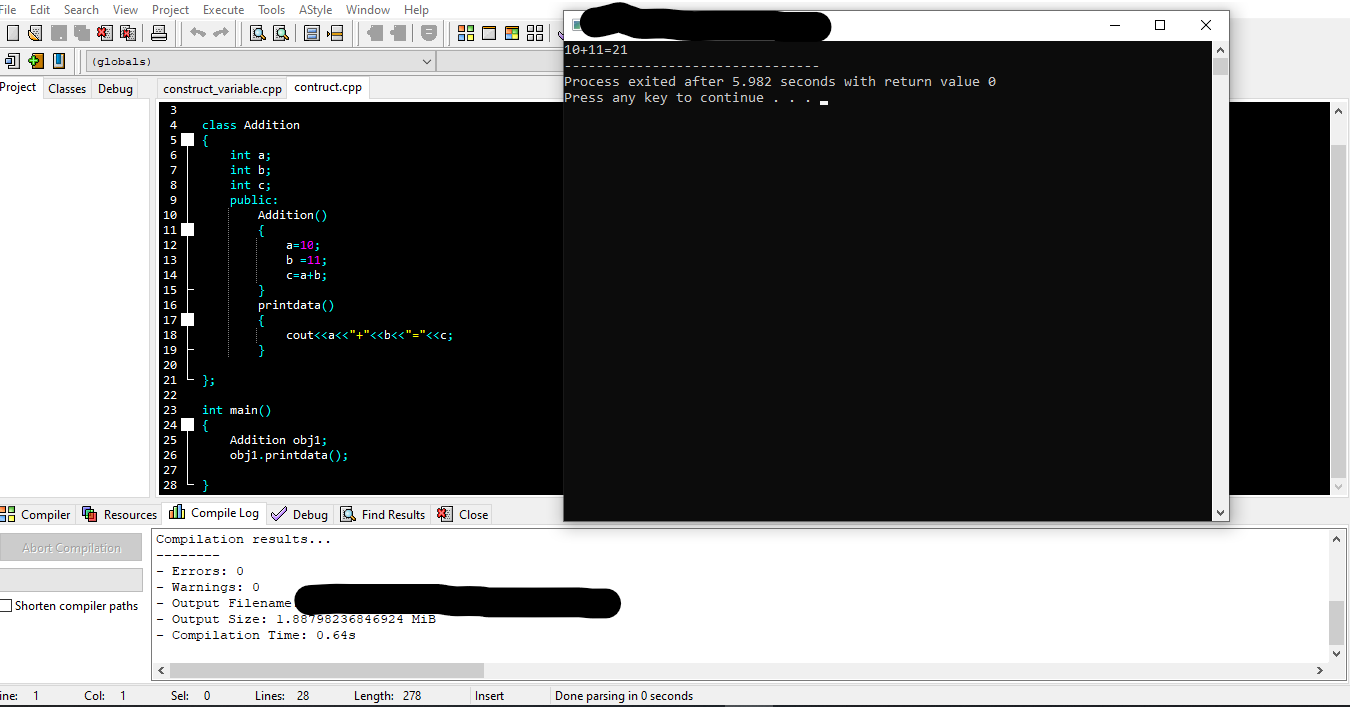 File Edit Search View Project Execute Tools AStyle Window Help
(globals)
Project Classes Debug
construct_variable.cpp contruct.cpp
3
4 class Addition
5 {
6 int a;
7 int b;
8 int c;
9 public:
10 Addition()
11 {
12 a=10;
13 b =11;
14 c=a+b;
15 }
16 printdata()
17 {
18 cout<<a<<"+"<<b<<"="<<c;
19 }
20
21 };
22
23 int main()
24 {
25 Addition obj1;
26 obj1.printdata();
27
28 }
10+11=21
--------------------------------
Process exited after 5.982 seconds with return value 0
Press any key to continue . . .
Compiler Resources Compile Log Debug Find Results Close
Abort Compilation
Shorten compiler paths
Compilation results...
--------
- Errors: 0
- Warnings: 0
- Output Filename
- Output Size: 1.88798236846924 MiB
- Compilation Time: 0.64s
ine: 1 Col: 1 Sel: 0 Lines: 28 Length: 278 Insert Done parsing in 0 seconds